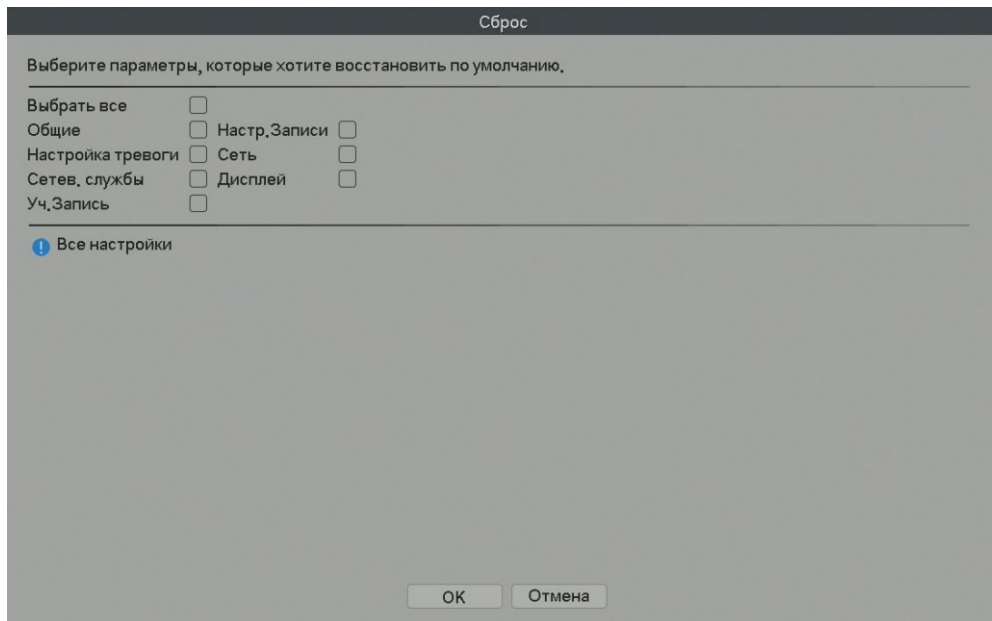 Сброс
Выберите параметры, которые хотите восстановить по умолчанию.
Выбрать все
Общие Настр.Записи
Настройка тревоги Сеть
Сетев. службы Дисплей
Уч.Запись
Все настройки
OK Отмена